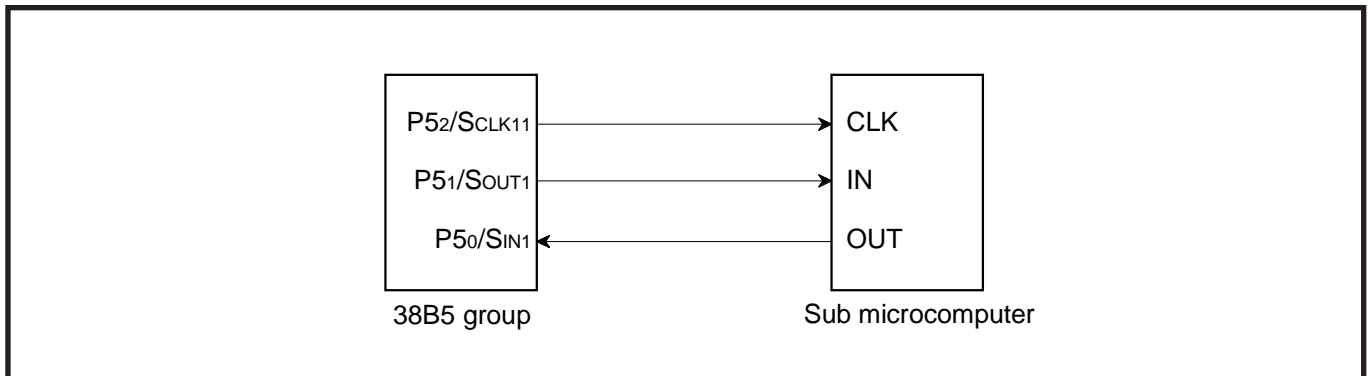 P52/SCLK11
CLK
P51/SOUT1
IN
P50/SIN1
OUT
38B5 group
Sub microcomputer